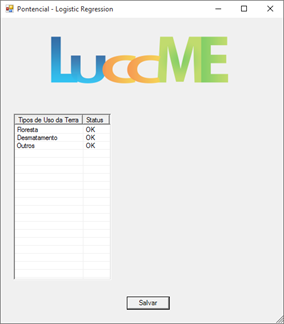 Pontencial - Logistic Regression
LuccME
Tipos de Uso da Terra Status
Floresta OK
Desmatamento OK
Outros OK
Salvar